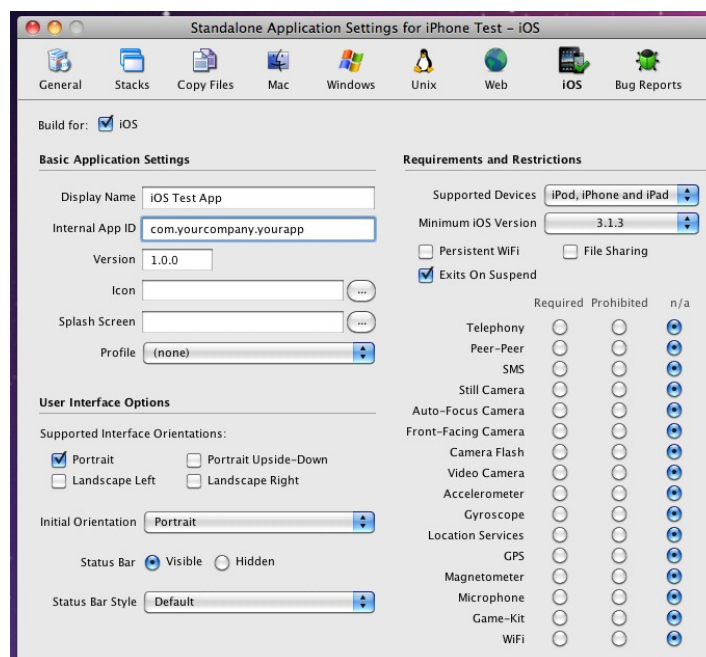 Standalone Application Settings for iPhone Test – iOS
General Stacks Copy Files Mac Windows Unix Web iOS Bug Reports
Build for: iOS
Basic Application Settings
Display Name iOS Test App
Internal App ID com.yourcompany.yourapp
Version 1.0.0
Icon ...
Splash Screen ...
Profile (none)
User Interface Options
Supported Interface Orientations:
Portrait Portrait Upside-Down
Landscape Left Landscape Right
Initial Orientation Portrait
Status Bar Visible Hidden
Status Bar Style Default
Requirements and Restrictions
Supported Devices iPod, iPhone and iPad
Minimum iOS Version 3.1.3
Persistent WiFi File Sharing
Exits On Suspend
Required Prohibited n/a
Telephony
Peer-Peer
SMS
Still Camera
Auto-Focus Camera
Front-Facing Camera
Camera Flash
Video Camera
Accelerometer
Gyroscope
Location Services
GPS
Magnetometer
Microphone
Game-Kit
WiFi